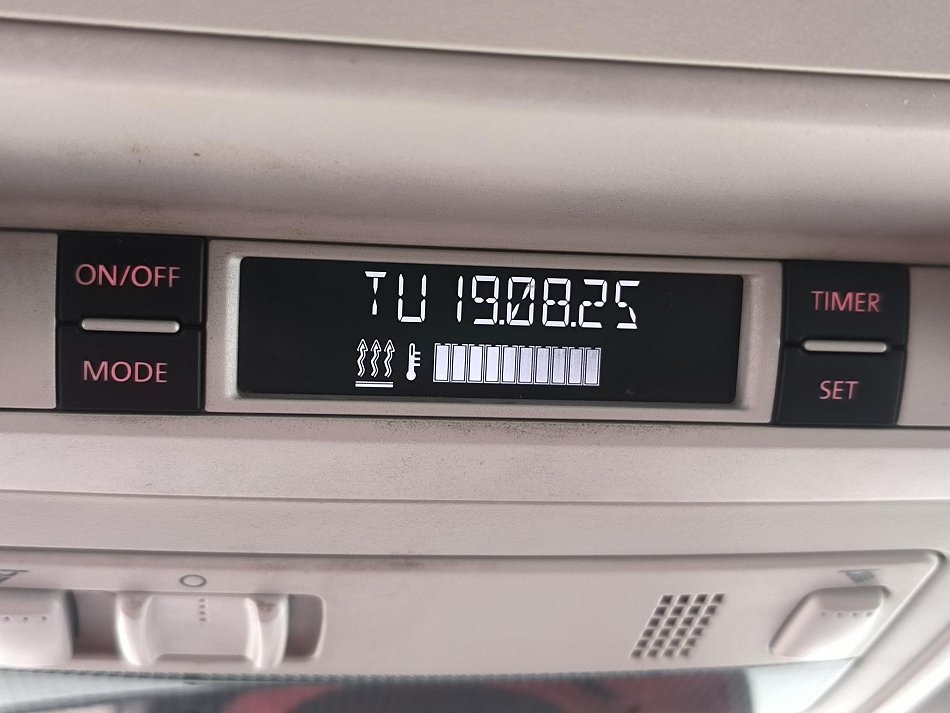 ON/OFF
MODE
TU 19.08.25
TIMER
SET